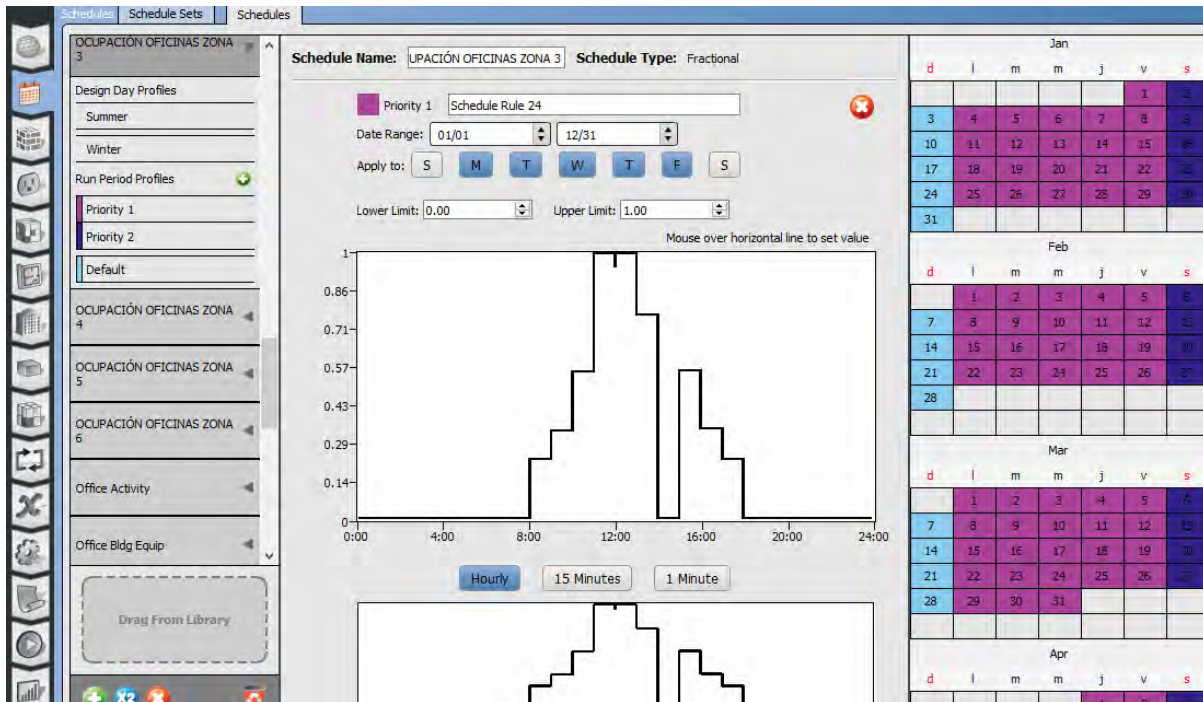 Schedules Schedule Sets Schedules
OCUPACIÓN OFICINAS ZONA
3
Design Day Profiles
Summer
Winter
Run Period Profiles
Priority 1
Priority 2
Default
OCUPACIÓN OFICINAS ZONA
4
OCUPACIÓN OFICINAS ZONA
5
OCUPACIÓN OFICINAS ZONA
6
Office Activity
Office Bldg Equip
Drag From Library
X2
Schedule Name: UPACIÓN OFICINAS ZONA 3 Schedule Type: Fractional
Priority 1 Schedule Rule 24
Date Range: 01/01 12/31
Apply to: S M T W T F S
Lower Limit: 0.00 Upper Limit: 1.00
Mouse over horizontal line to set value
1
0.86
0.71
0.57
0.43
0.29
0.14
0
0:00 4:00 8:00 12:00 16:00 20:00 24:00
Hourly 15 Minutes 1 Minute
Jan
d l m m j v s
1 2
3 4 5 6 7 8 9
10 11 12 13 14 15 16
17 18 19 20 21 22 23
24 25 26 27 28 29 30
31
Feb
d l m m j v s
1 2 3 4 5 6
7 8 9 10 11 12 13
14 15 16 17 18 19 20
21 22 23 24 25 26 27
28
Mar
d l m m j v s
1 2 3 4 5 6
7 8 9 10 11 12 13
14 15 16 17 18 19 20
21 22 23 24 25 26 27
28 29 30 31
Apr
d l m m j v s